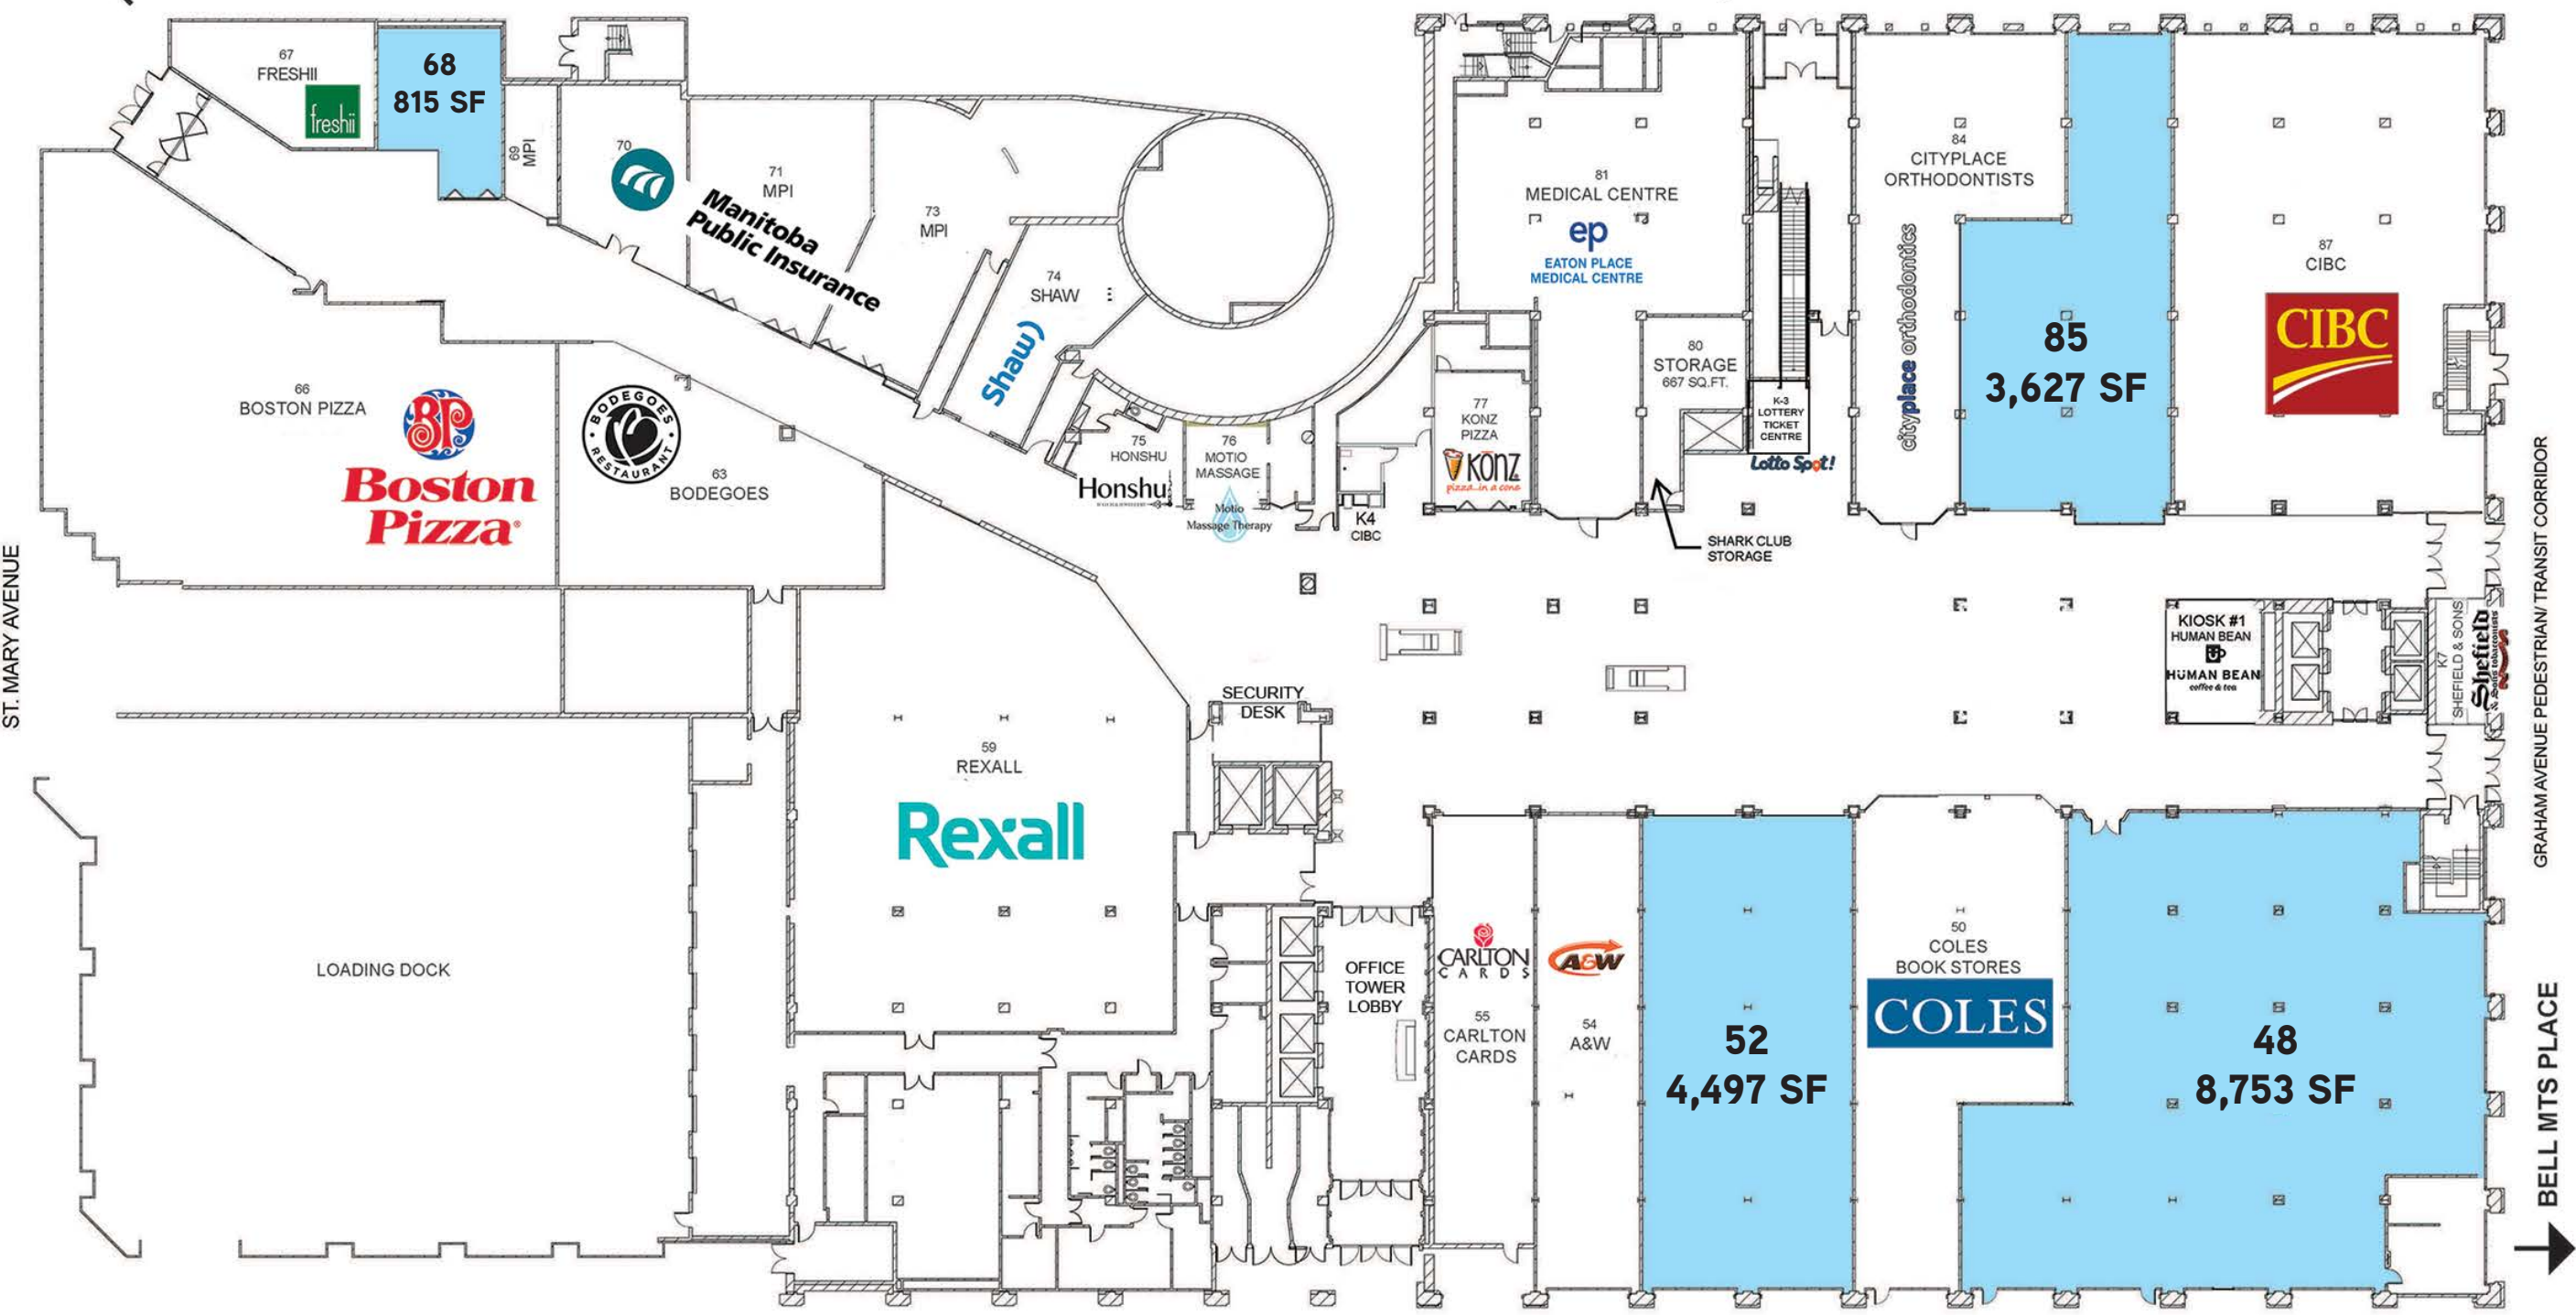 67
FRESHII
freshii
68
815 SF
69
MPI
70
71
MPI
Manitoba
Public Insurance
73
MPI
74
SHAW
Shaw)
66
BOSTON PIZZA
BP
Boston
Pizza
BODEGOES
RESTAURANT
63
BODEGOES
75
HONSHU
Honshu
76
MOTIO
MASSAGE
Motio
Massage Therapy
K4
CIBC
77
KONZ
PIZZA
KONZ
pizza...in a cone
81
MEDICAL CENTRE
ep
EATON PLACE
MEDICAL CENTRE
80
STORAGE
667 SQ.FT.
K-3
LOTTERY
TICKET
CENTRE
Lotto Spot!
SHARK CLUB
STORAGE
84
CITYPLACE
ORTHODONTISTS
cityplace orthodontics
85
3,627 SF
87
CIBC
CIBC
ST. MARY AVENUE
GRAHAM AVENUE PEDESTRIAN/ TRANSIT CORRIDOR
KIOSK #1
HUMAN BEAN
HUMAN BEAN
coffee & tea
K7
SHEFIELD & SONS
Shefield
& Sons tobacconists
SECURITY
DESK
59
REXALL
Rexall
LOADING DOCK
OFFICE
TOWER
LOBBY
CARLTON
CARDS
55
CARLTON
CARDS
A&W
54
A&W
52
4,497 SF
50
COLES
BOOK STORES
COLES
48
8,753 SF
BELL MTS PLACE